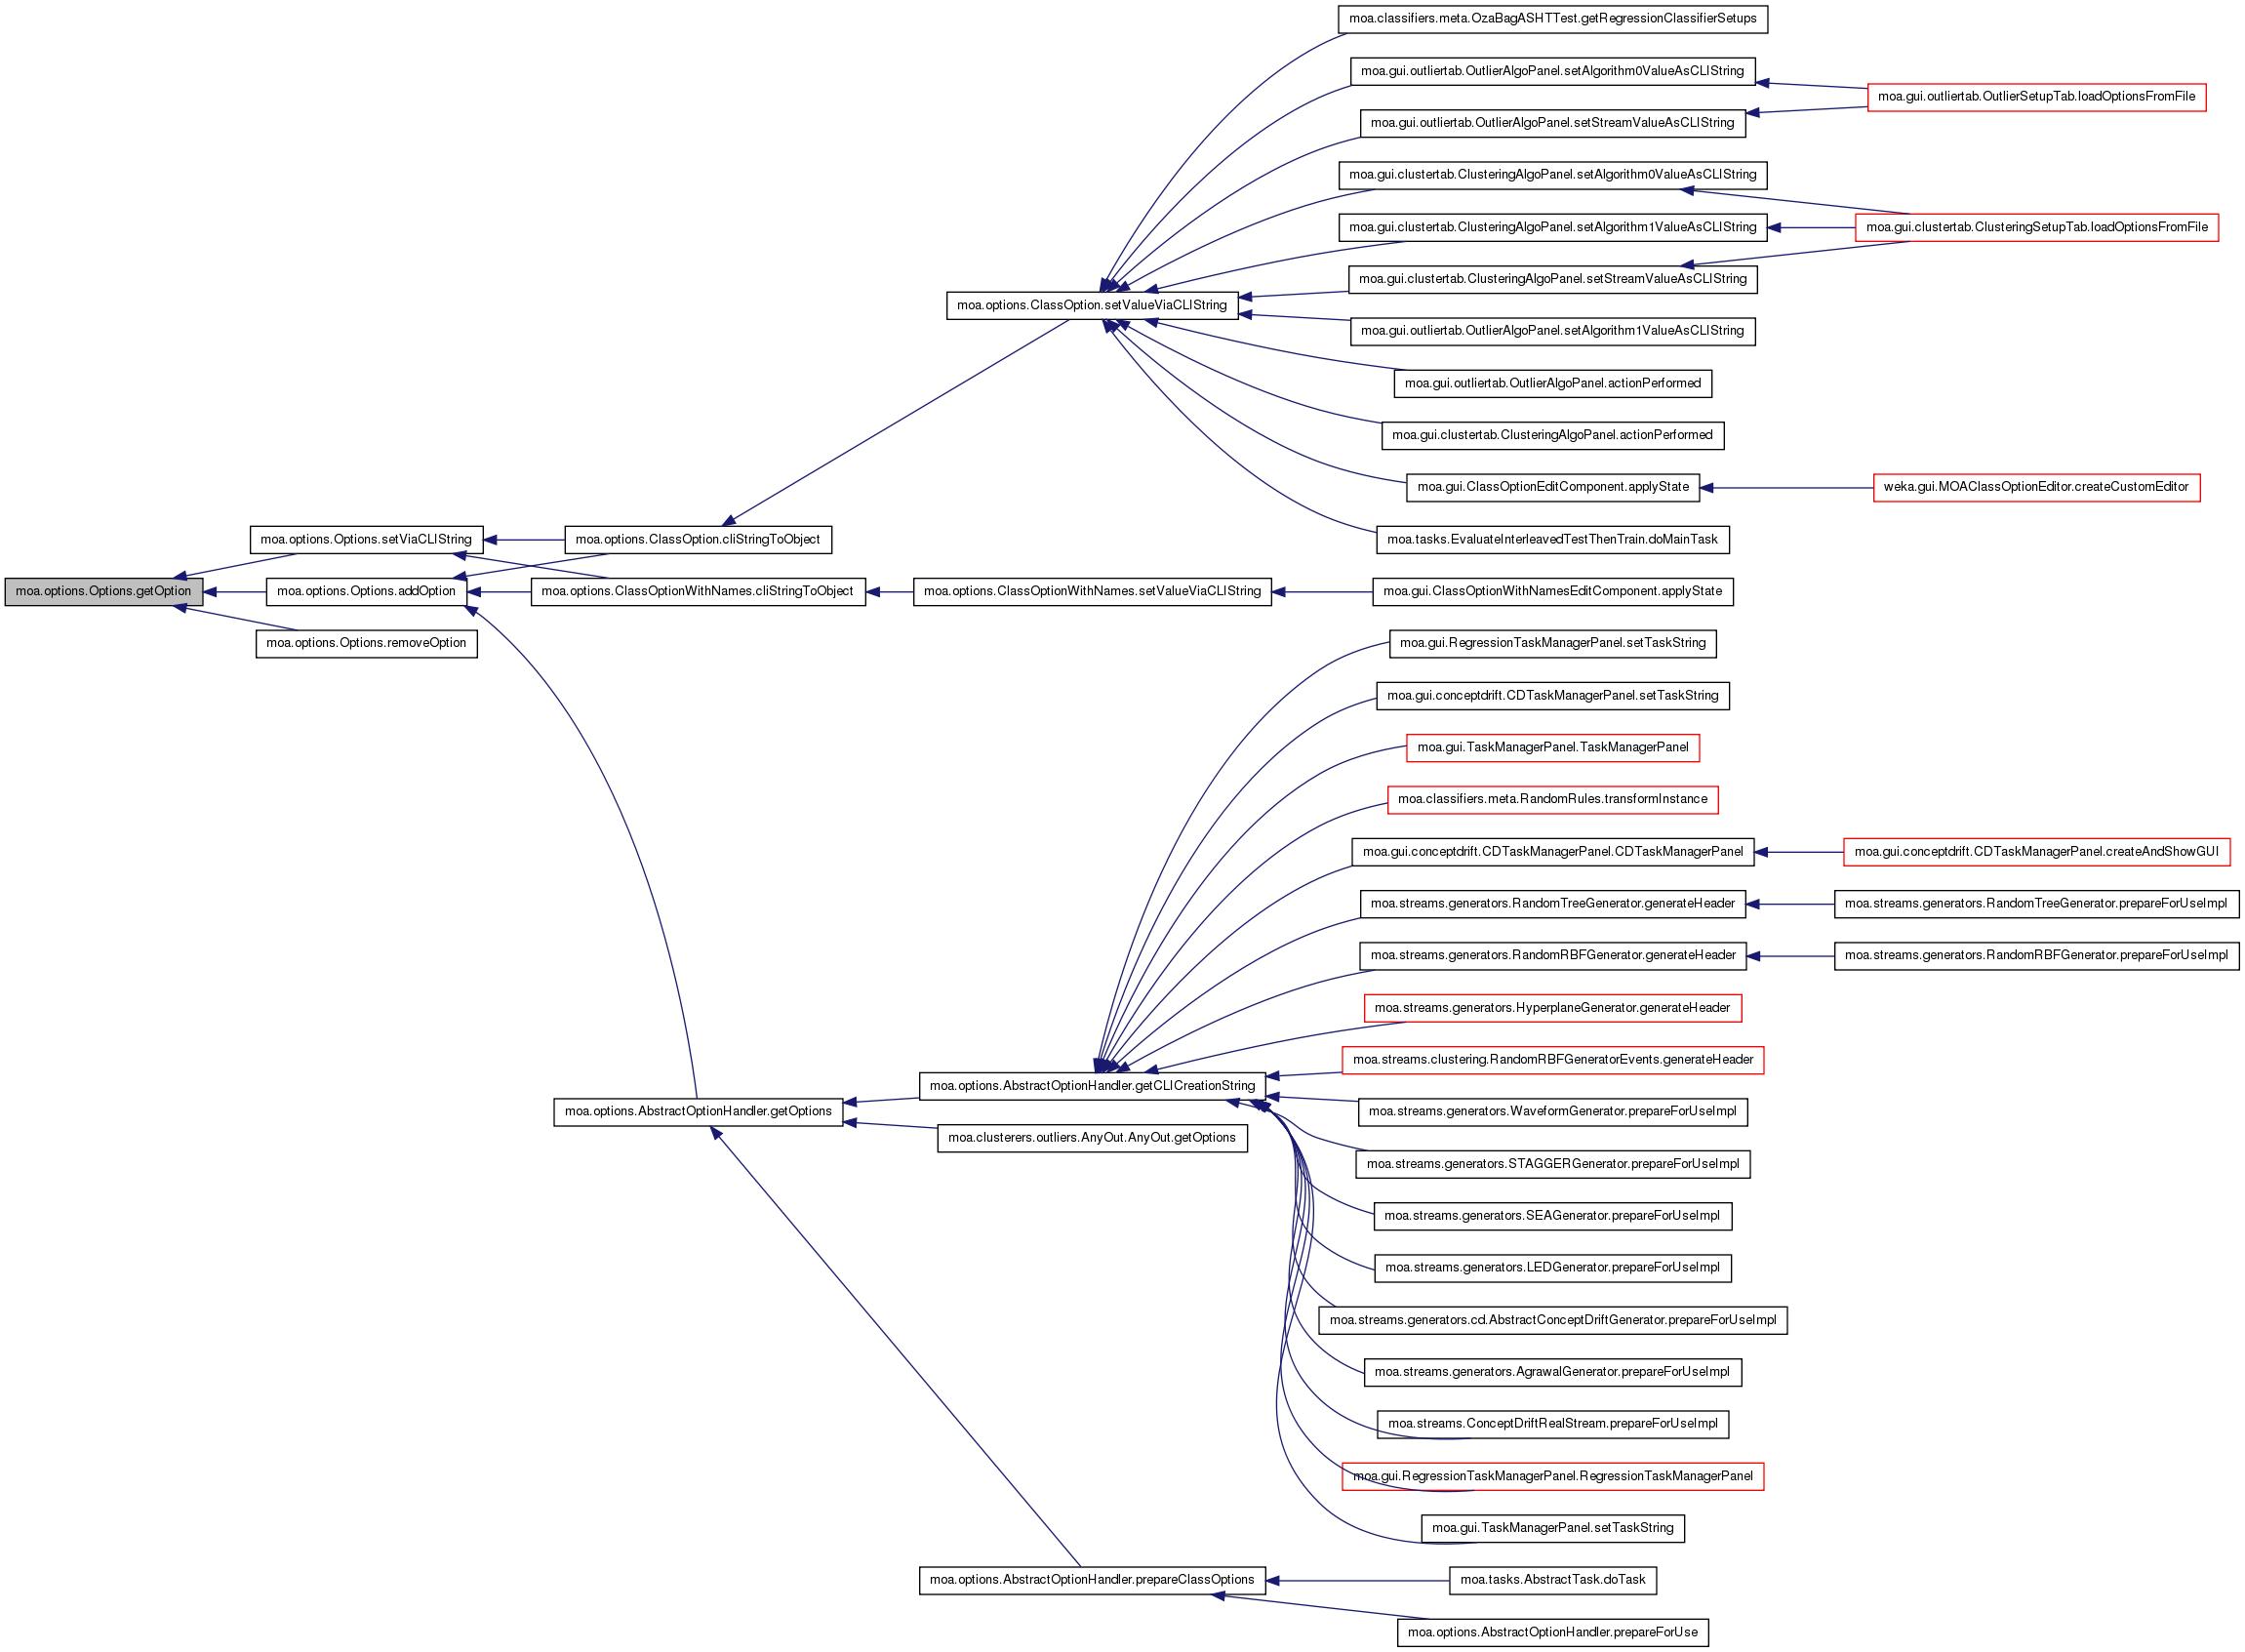 moa.classifiers.meta.OzaBagASHTTest.getRegressionClassifierSetups
moa.gui.outliertab.OutlierAlgoPanel.setAlgorithm0ValueAsCLIString
moa.gui.outliertab.OutlierSetupTab.loadOptionsFromFile
moa.gui.outliertab.OutlierAlgoPanel.setStreamValueAsCLIString
moa.gui.clustertab.ClusteringAlgoPanel.setAlgorithm0ValueAsCLIString
moa.gui.clustertab.ClusteringAlgoPanel.setAlgorithm1ValueAsCLIString
moa.gui.clustertab.ClusteringSetupTab.loadOptionsFromFile
moa.gui.clustertab.ClusteringAlgoPanel.setStreamValueAsCLIString
moa.options.ClassOption.setValueViaCLIString
moa.gui.outliertab.OutlierAlgoPanel.setAlgorithm1ValueAsCLIString
moa.gui.outliertab.OutlierAlgoPanel.actionPerformed
moa.gui.clustertab.ClusteringAlgoPanel.actionPerformed
moa.gui.ClassOptionEditComponent.applyState
weka.gui.MOAClassOptionEditor.createCustomEditor
moa.options.Options.setViaCLIString
moa.options.ClassOption.cliStringToObject
moa.tasks.EvaluateInterleavedTestThenTrain.doMainTask
moa.options.Options.getOption
moa.options.Options.addOption
moa.options.ClassOptionWithNames.cliStringToObject
moa.options.ClassOptionWithNames.setValueViaCLIString
moa.gui.ClassOptionWithNamesEditComponent.applyState
moa.options.Options.removeOption
moa.gui.RegressionTaskManagerPanel.setTaskString
moa.gui.conceptdrift.CDTaskManagerPanel.setTaskString
moa.gui.TaskManagerPanel.TaskManagerPanel
moa.classifiers.meta.RandomRules.transformInstance
moa.gui.conceptdrift.CDTaskManagerPanel.CDTaskManagerPanel
moa.gui.conceptdrift.CDTaskManagerPanel.createAndShowGUI
moa.streams.generators.RandomTreeGenerator.generateHeader
moa.streams.generators.RandomTreeGenerator.prepareForUseImpl
moa.streams.generators.RandomRBFGenerator.generateHeader
moa.streams.generators.RandomRBFGenerator.prepareForUseImpl
moa.streams.generators.HyperplaneGenerator.generateHeader
moa.streams.clustering.RandomRBFGeneratorEvents.generateHeader
moa.options.AbstractOptionHandler.getCLICreationString
moa.options.AbstractOptionHandler.getOptions
moa.streams.generators.WaveformGenerator.prepareForUseImpl
moa.clusterers.outliers.AnyOut.AnyOut.getOptions
moa.streams.generators.STAGGERGenerator.prepareForUseImpl
moa.streams.generators.SEAGenerator.prepareForUseImpl
moa.streams.generators.LEDGenerator.prepareForUseImpl
moa.streams.generators.cd.AbstractConceptDriftGenerator.prepareForUseImpl
moa.streams.generators.AgrawalGenerator.prepareForUseImpl
moa.streams.ConceptDriftRealStream.prepareForUseImpl
moa.gui.RegressionTaskManagerPanel.RegressionTaskManagerPanel
moa.gui.TaskManagerPanel.setTaskString
moa.options.AbstractOptionHandler.prepareClassOptions
moa.tasks.AbstractTask.doTask
moa.options.AbstractOptionHandler.prepareForUse